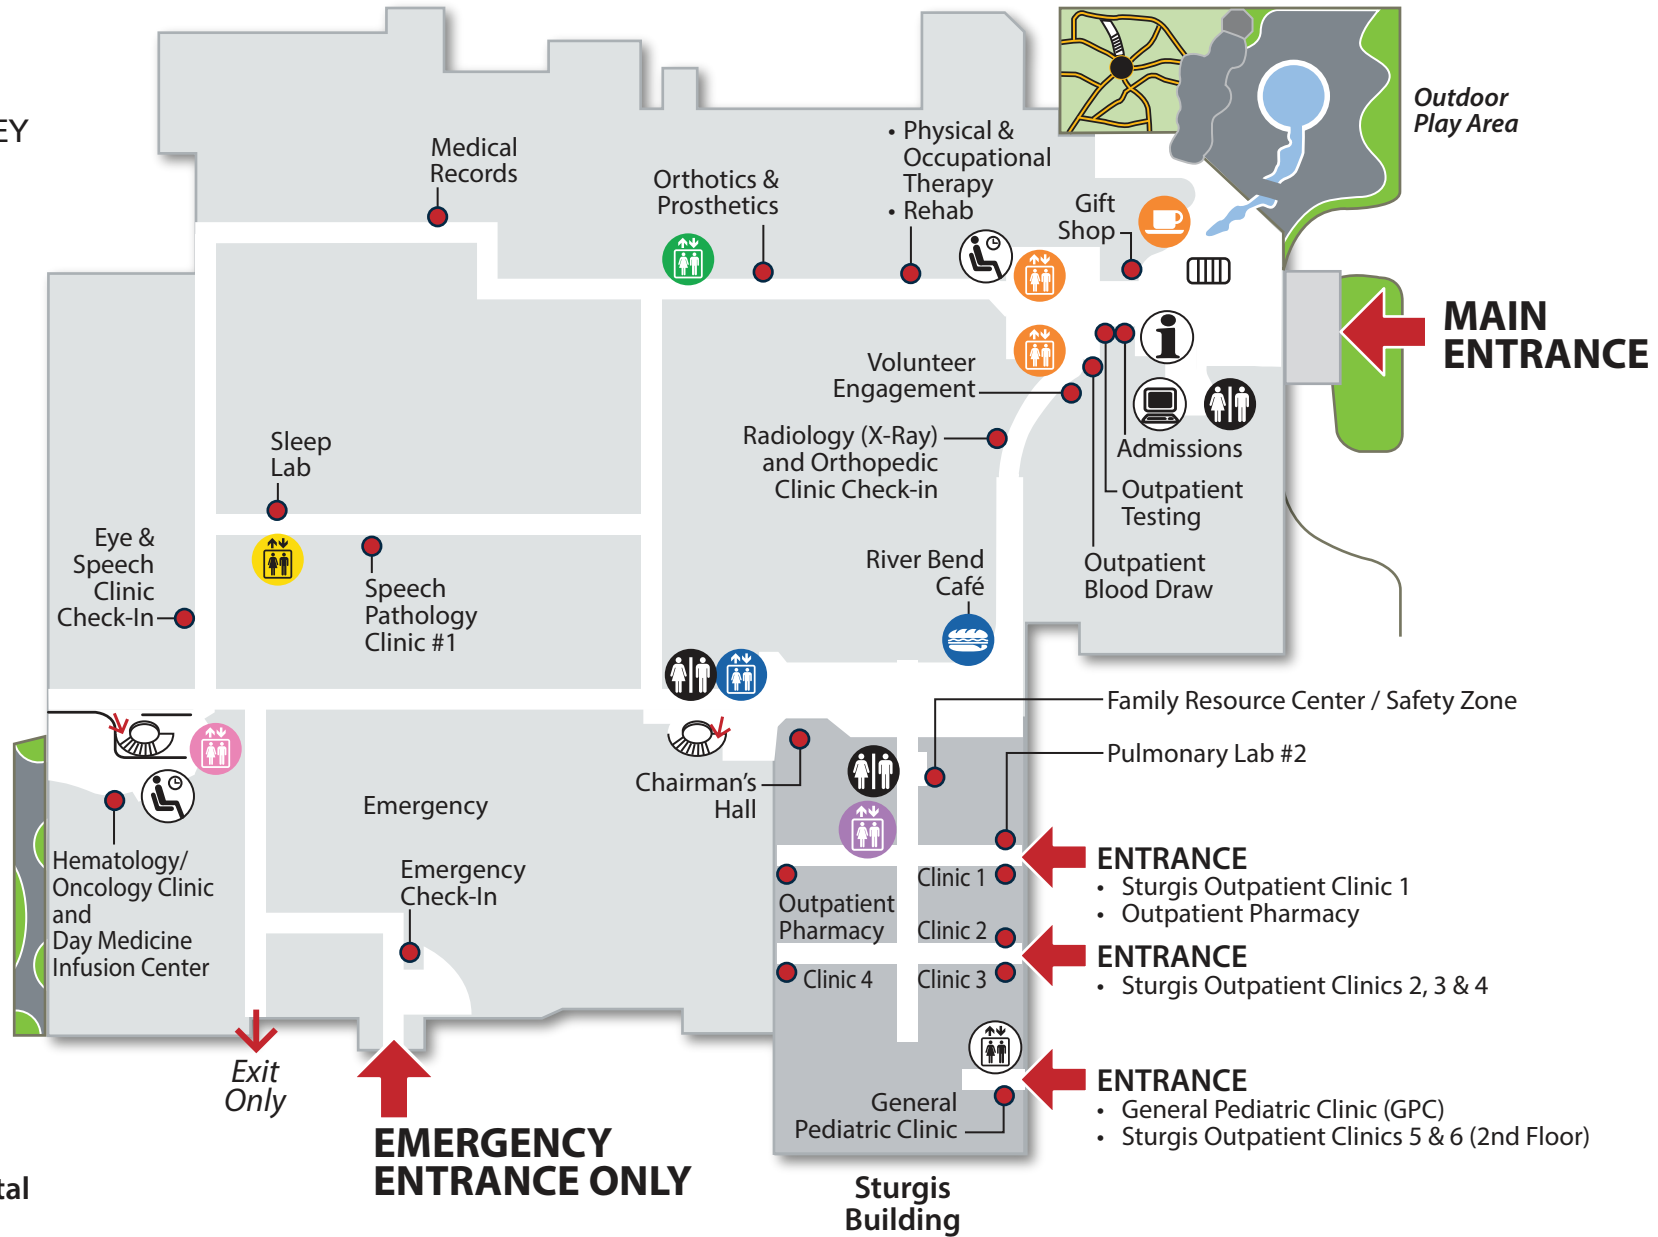 EY
Outdoor
Play Area
Medical
Records
Orthotics &
Prosthetics
• Physical &
Occupational
Therapy
• Rehab
Gift
Shop
MAIN
ENTRANCE
Volunteer
Engagement
Radiology (X-Ray)
and Orthopedic
Clinic Check-in
Admissions
Outpatient
Testing
Outpatient
Blood Draw
Sleep
Lab
Eye &
Speech
Clinic
Check-In
Speech
Pathology
Clinic #1
River Bend
Café
Family Resource Center / Safety Zone
Pulmonary Lab #2
Chairman's
Hall
Emergency
Emergency
Check-In
Hematology/
Oncology Clinic
and
Day Medicine
Infusion Center
Clinic 1
Outpatient
Pharmacy
Clinic 2
Clinic 4
Clinic 3
ENTRANCE
• Sturgis Outpatient Clinic 1
• Outpatient Pharmacy
ENTRANCE
• Sturgis Outpatient Clinics 2, 3 & 4
ENTRANCE
• General Pediatric Clinic (GPC)
• Sturgis Outpatient Clinics 5 & 6 (2nd Floor)
General
Pediatric Clinic
Exit
Only
EMERGENCY
ENTRANCE ONLY
Sturgis
Building
tal